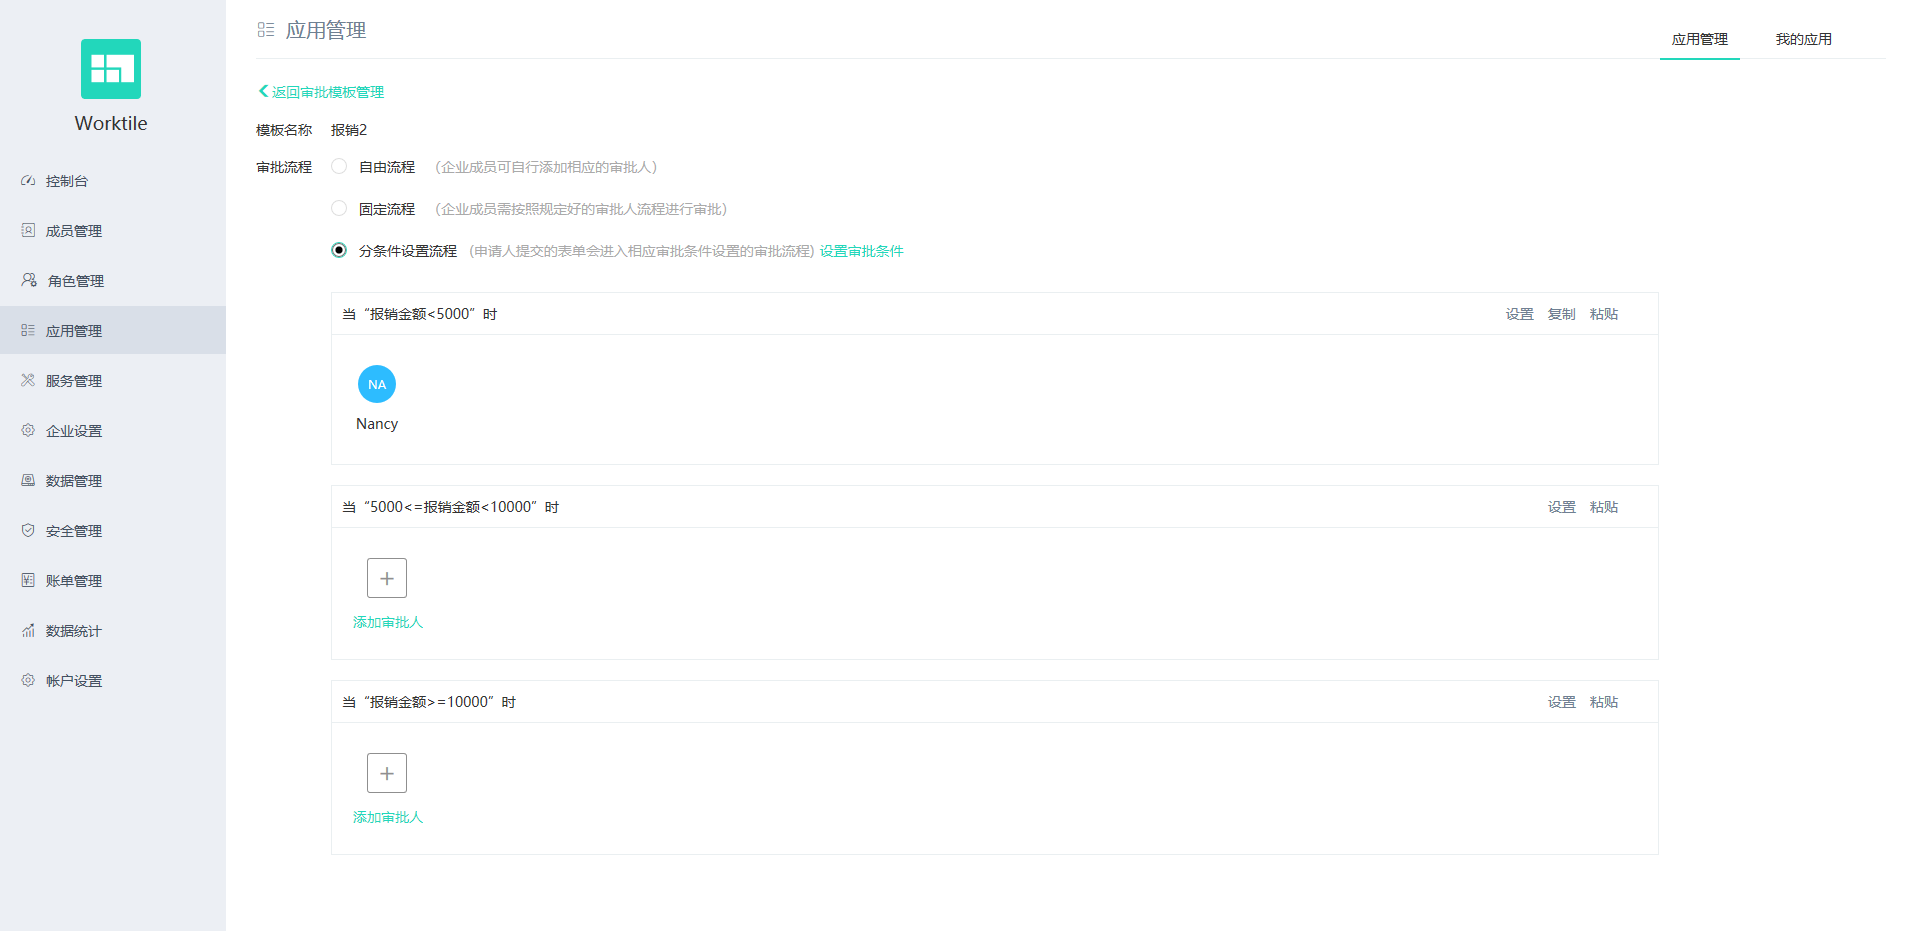 应用管理
应用管理 我的应用
Worktile
控制台
成员管理
角色管理
应用管理
服务管理
企业设置
数据管理
安全管理
账单管理
数据统计
帐户设置
返回审批模板管理
模板名称 报销2
审批流程 自由流程 （企业成员可自行添加相应的审批人）
固定流程 （企业成员需按照规定好的审批人流程进行审批）
分条件设置流程 （申请人提交的表单会进入相应审批条件设置的审批流程） 设置审批条件
当“报销金额<5000”时 设置 复制 粘贴
NA
Nancy
当“5000<=报销金额<10000”时 设置 粘贴
添加审批人
当“报销金额>=10000”时 设置 粘贴
添加审批人